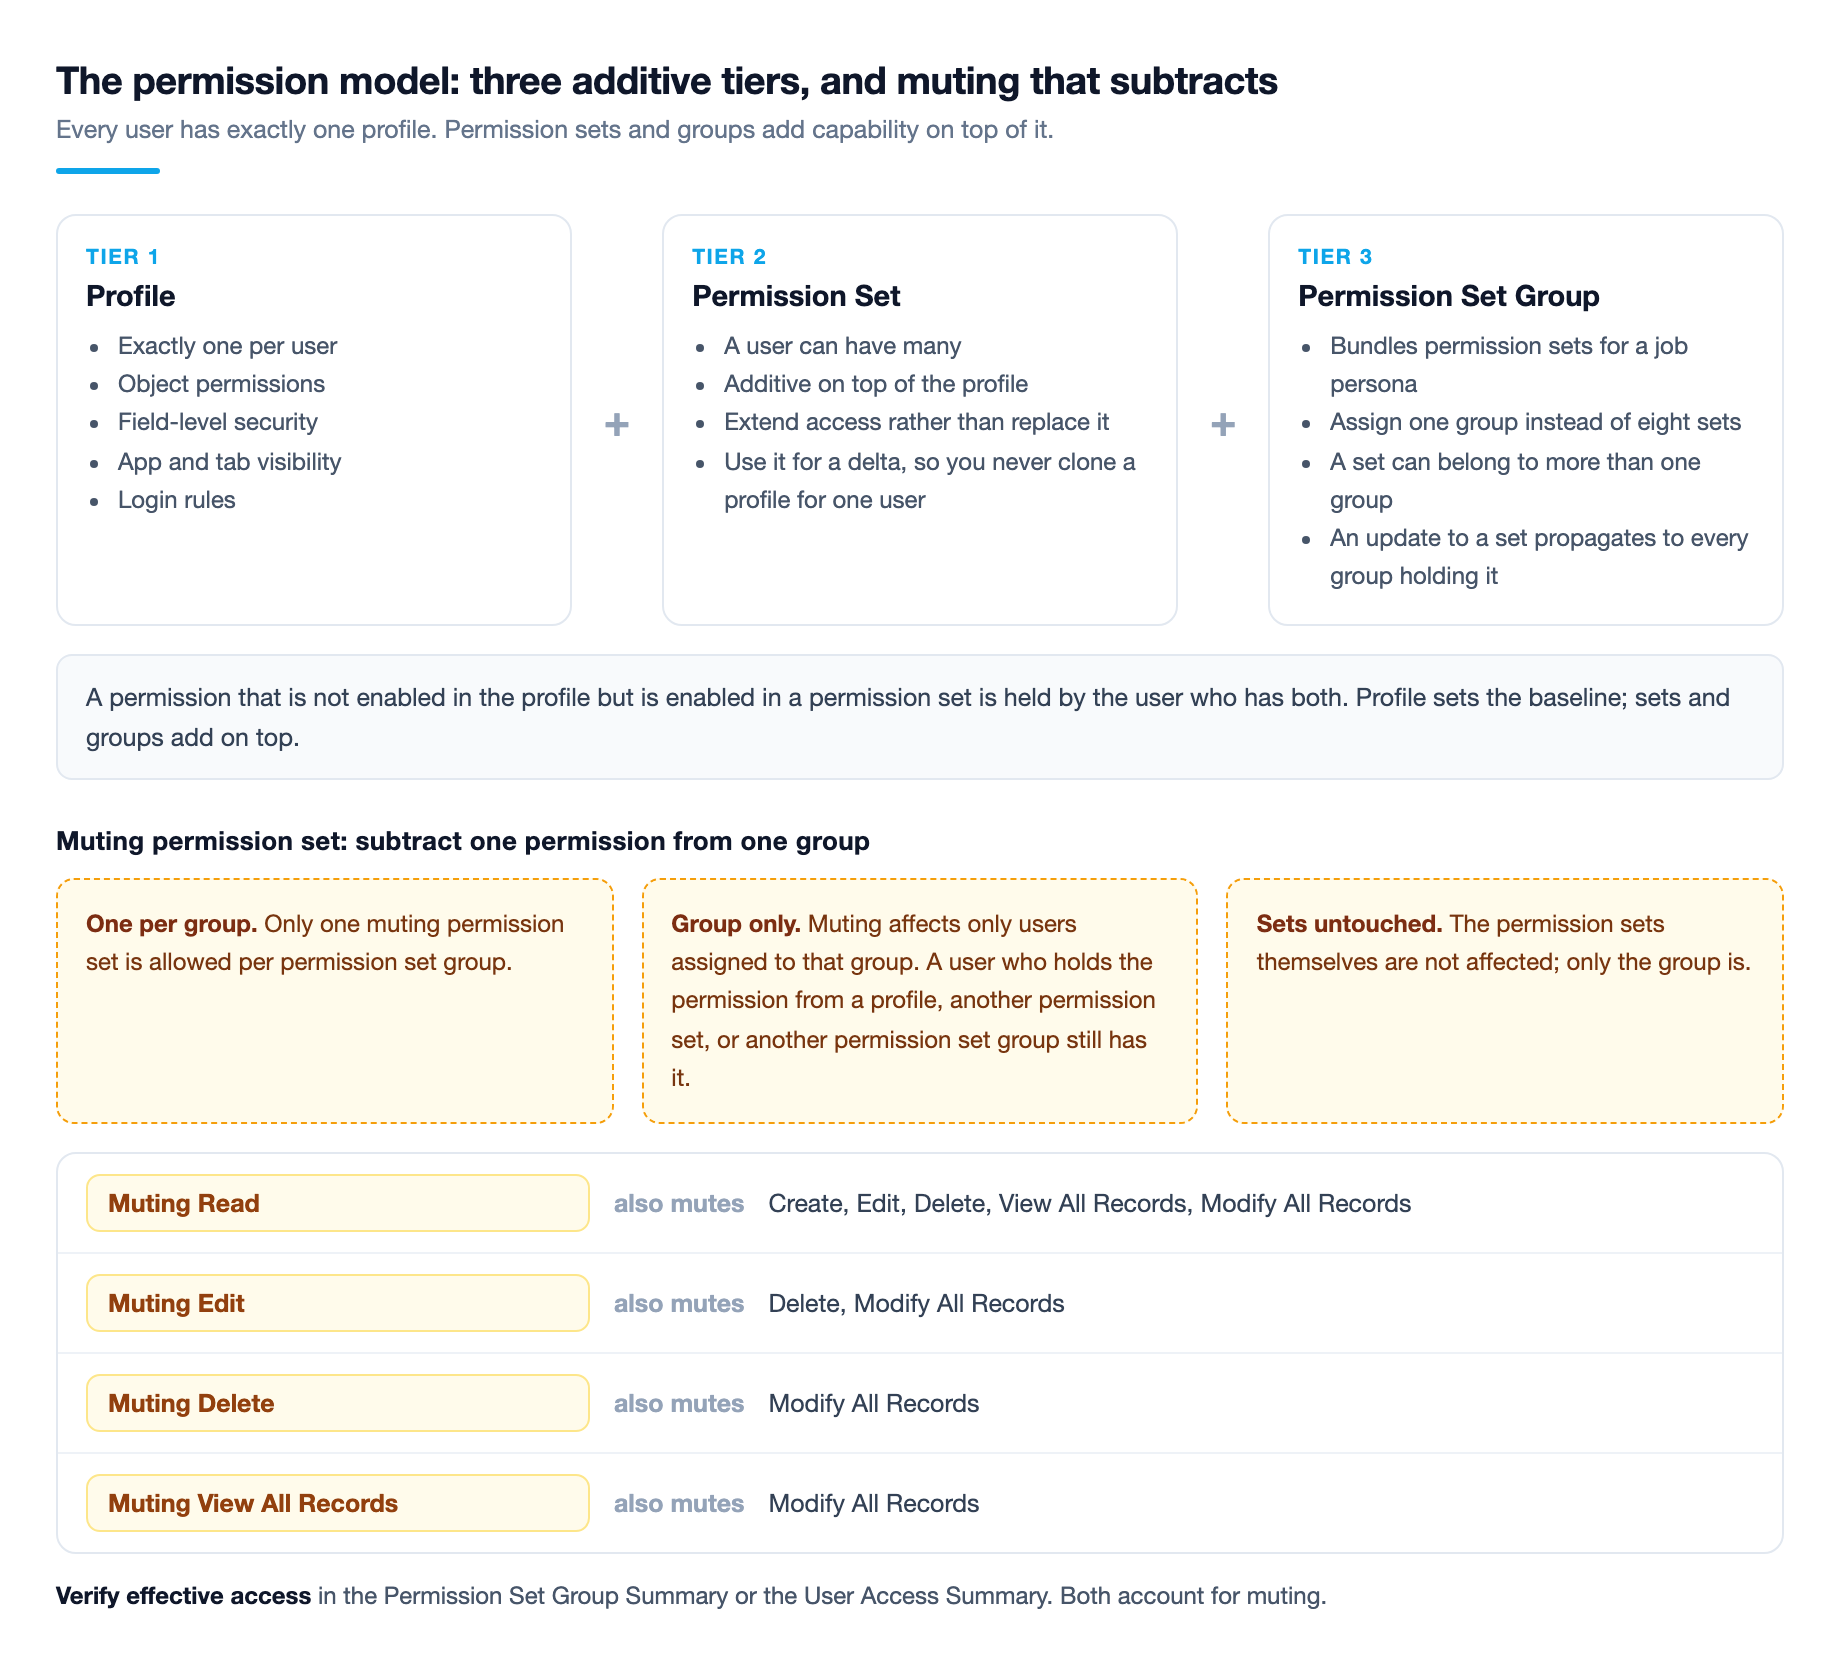 The permission model: three additive tiers, and muting that subtracts
Every user has exactly one profile. Permission sets and groups add capability on top of it.
TIER 1
Profile
• Exactly one per user
• Object permissions
• Field-level security
• App and tab visibility
• Login rules
+
TIER 2
Permission Set
• A user can have many
• Additive on top of the profile
• Extend access rather than replace it
• Use it for a delta, so you never clone a
profile for one user
+
TIER 3
Permission Set Group
• Bundles permission sets for a job
persona
• Assign one group instead of eight sets
• A set can belong to more than one
group
• An update to a set propagates to every
group holding it
A permission that is not enabled in the profile but is enabled in a permission set is held by the user who has both. Profile sets the baseline; sets and
groups add on top.
Muting permission set: subtract one permission from one group
One per group. Only one muting permission
set is allowed per permission set group.
Group only. Muting affects only users
assigned to that group. A user who holds the
permission from a profile, another permission
set, or another permission set group still has
it.
Sets untouched. The permission sets
themselves are not affected; only the group is.
Muting Read also mutes Create, Edit, Delete, View All Records, Modify All Records
Muting Edit also mutes Delete, Modify All Records
Muting Delete also mutes Modify All Records
Muting View All Records also mutes Modify All Records
Verify effective access in the Permission Set Group Summary or the User Access Summary. Both account for muting.